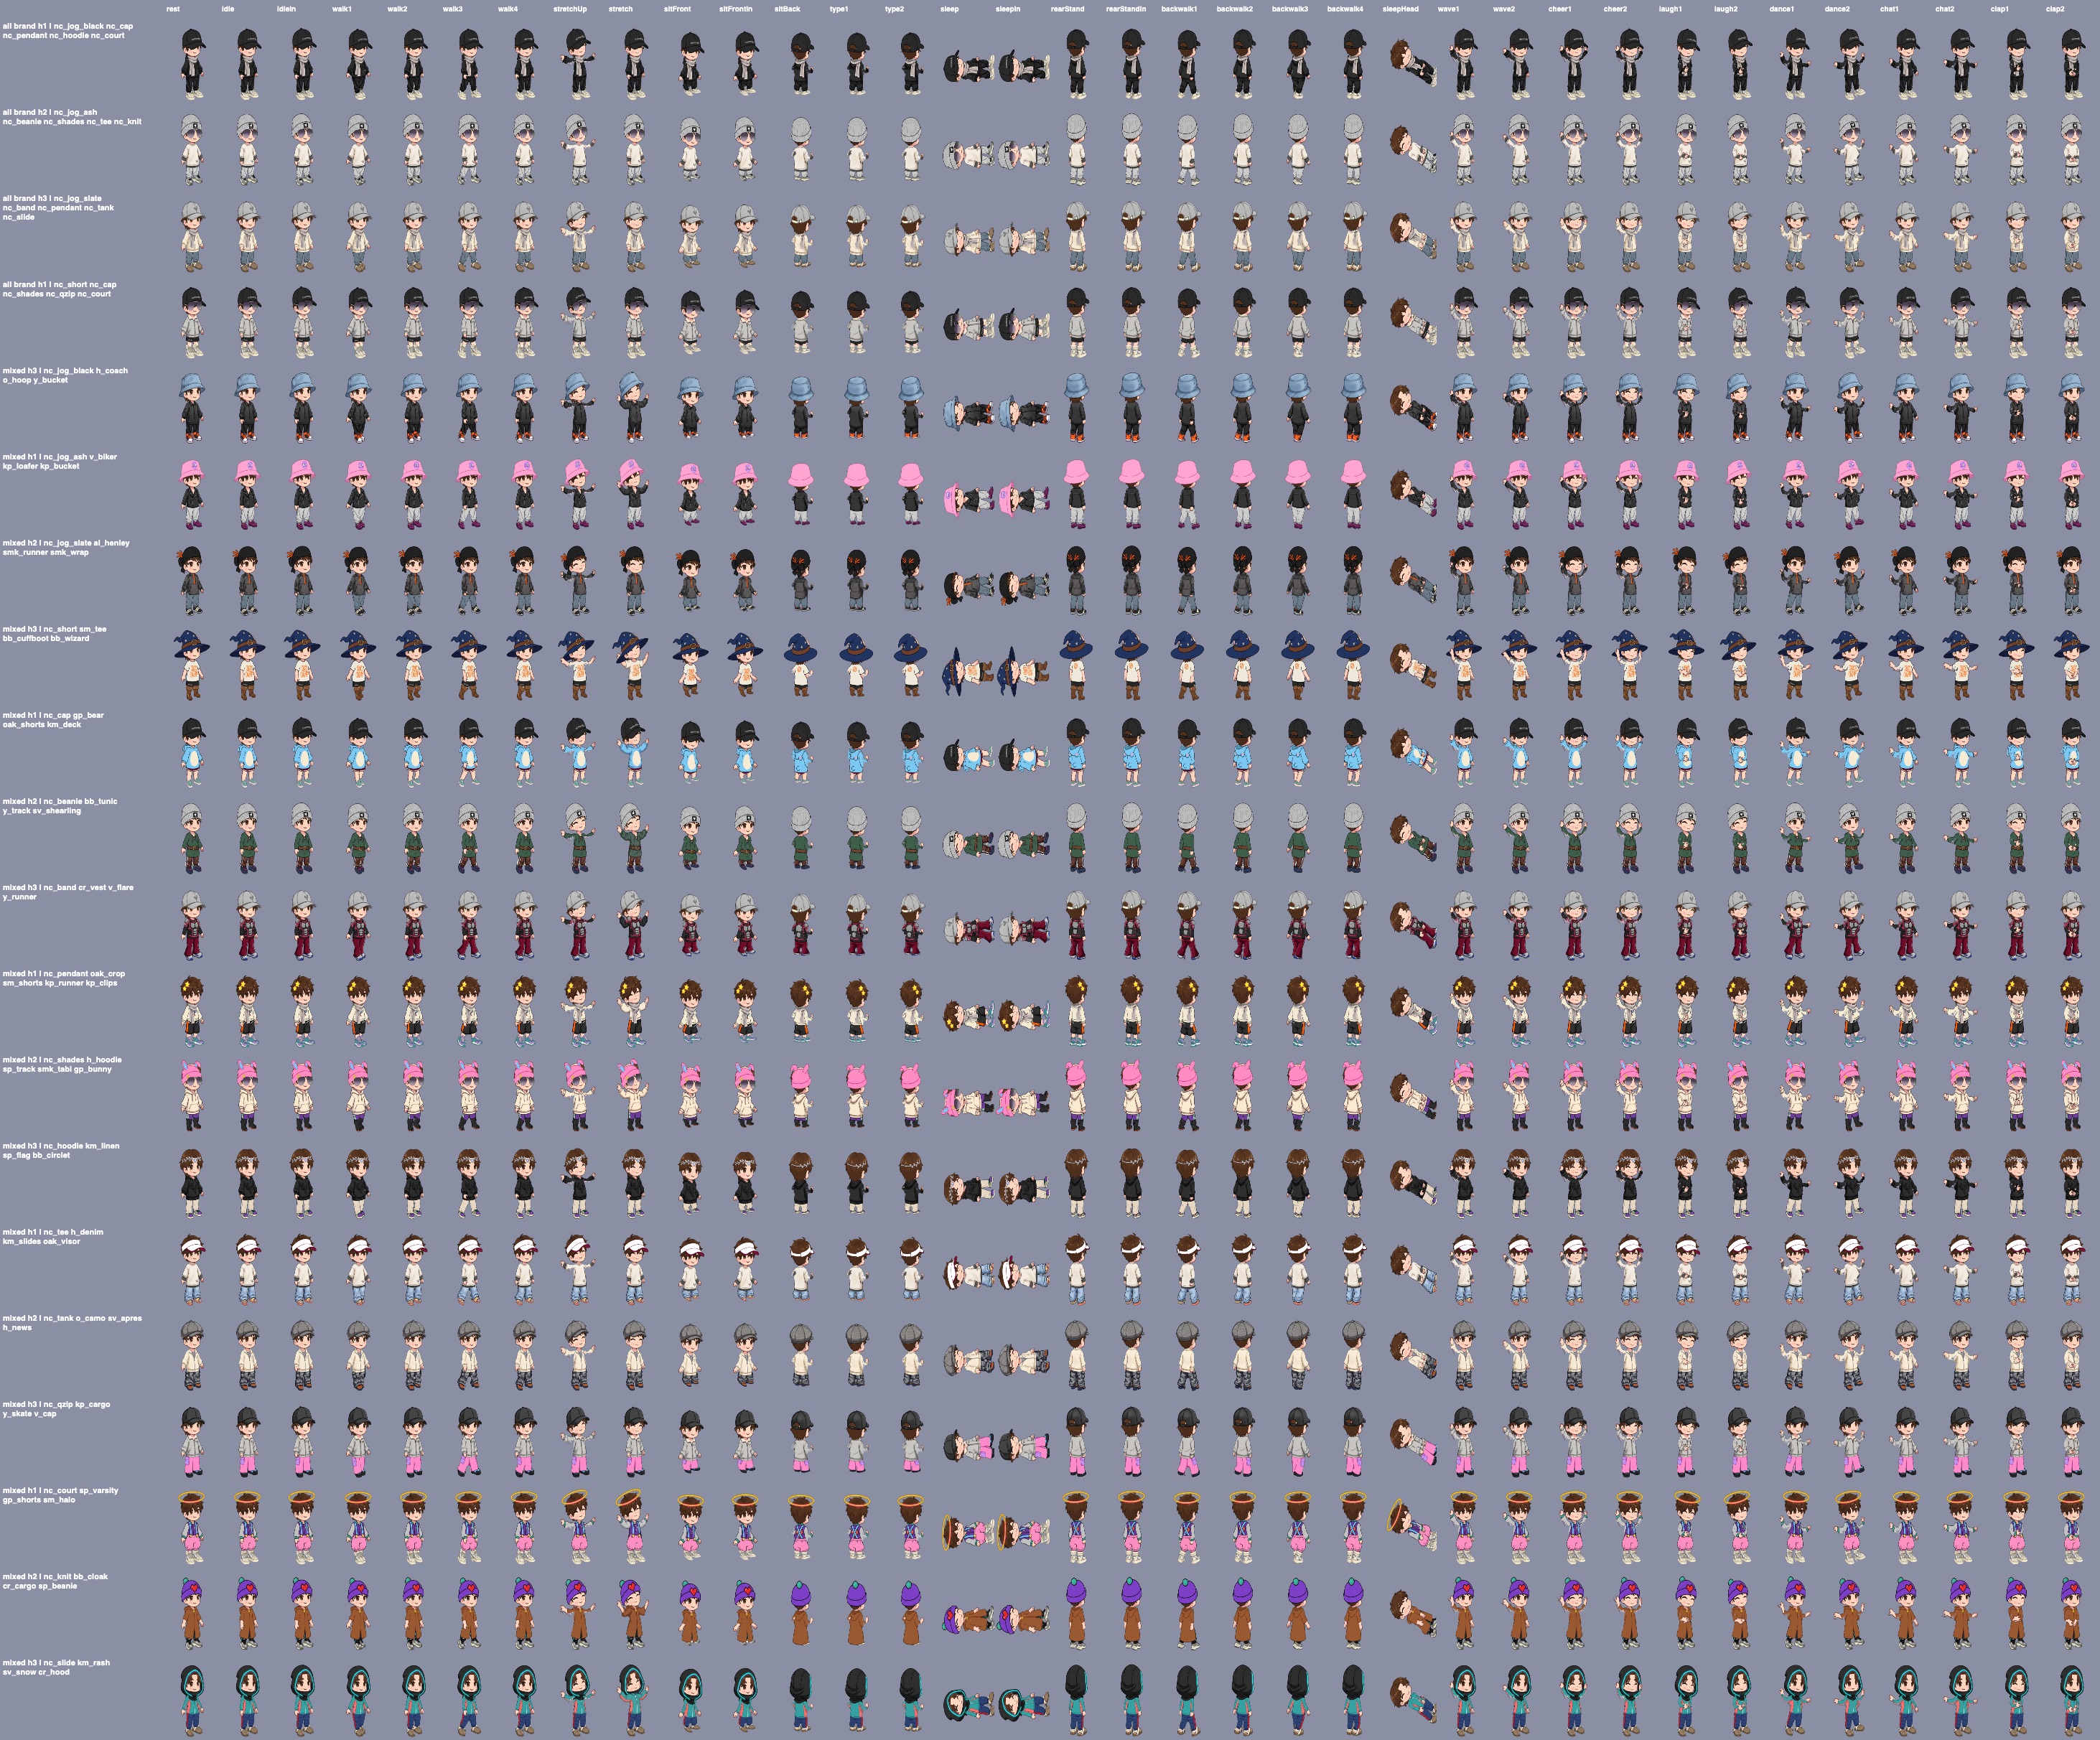 rest idle idleIn walk1 walk2 walk3 walk4 stretchUp stretch sitFront sitFrontIn sitBack type1 type2 sleep sleepIn rearStand rearStandIn backwalk1 backwalk2 backwalk3 backwalk4 sleepHead wave1 wave2 cheer1 cheer2 laugh1 laugh2 dance1 dance2 chat1 chat2 clap1 clap2
all brand h1 | nc_jog_black nc_cap
nc_pendant nc_hoodie nc_court
all brand h2 | nc_jog_ash
nc_beanie nc_shades nc_tee nc_knit
all brand h3 | nc_jog_slate
nc_band nc_pendant nc_tank
nc_slide
all brand h1 | nc_short nc_cap
nc_shades nc_qzip nc_court
mixed h3 | nc_jog_black h_coach
o_hoop y_bucket
mixed h1 | nc_jog_ash v_biker
kp_loafer kp_bucket
mixed h2 | nc_jog_slate al_henley
smk_runner smk_wrap
mixed h3 | nc_short sm_tee
bb_cuffboot bb_wizard
mixed h1 | nc_cap gp_bear
oak_shorts km_deck
mixed h2 | nc_beanie bb_tunic
y_track sv_shearling
mixed h3 | nc_band cr_vest v_flare
y_runner
mixed h1 | nc_pendant oak_crop
sm_shorts kp_runner kp_clips
mixed h2 | nc_shades h_hoodie
sp_track smk_tabi gp_bunny
mixed h3 | nc_hoodie km_linen
sp_flag bb_circlet
mixed h1 | nc_tee h_denim
km_slides oak_visor
mixed h2 | nc_tank o_camo sv_apres
h_news
mixed h3 | nc_qzip kp_cargo
y_skate v_cap
mixed h1 | nc_court sp_varsity
gp_shorts sm_halo
mixed h2 | nc_knit bb_cloak
cr_cargo sp_beanie
mixed h3 | nc_slide km_rash
sv_snow cr_hood